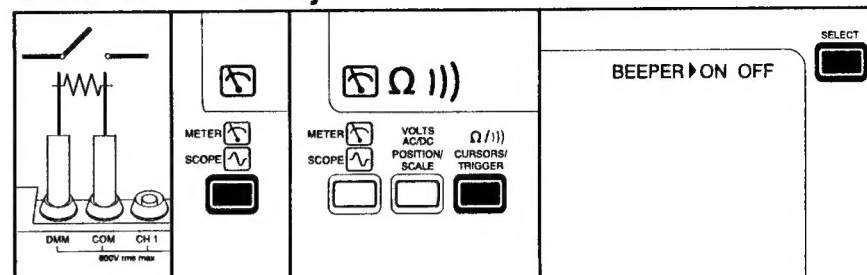 SELECT
BEEPER▶ON OFF
Ω )))
METER
SCOPE
METER
SCOPE
VOLTS
AC/DC
POSITION/
SCALE
Ω/)))
CURSORS/
TRIGGER
DMM COM CH 1
600V rms max